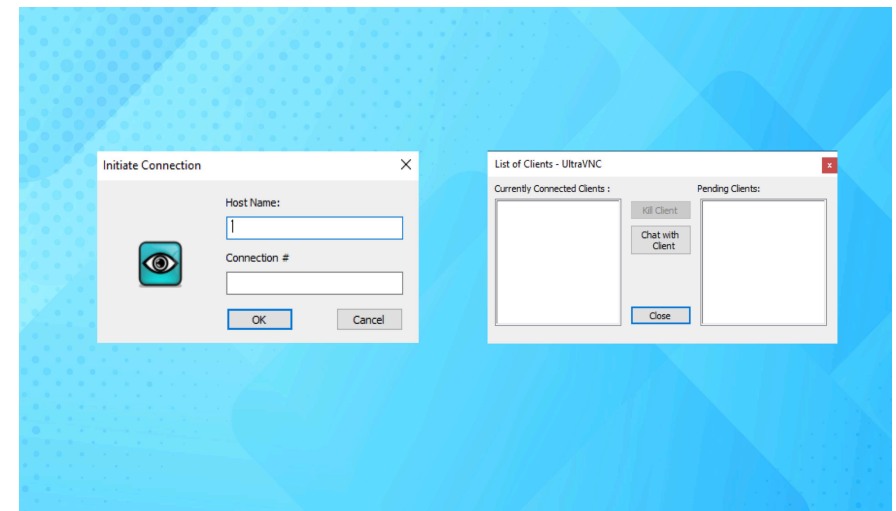 Initiate Connection
Host Name:
Connection #
OK
Cancel
List of Clients - UltraVNC
Currently Connected Clients :
Pending Clients:
Kill Client
Chat with
Client
Close